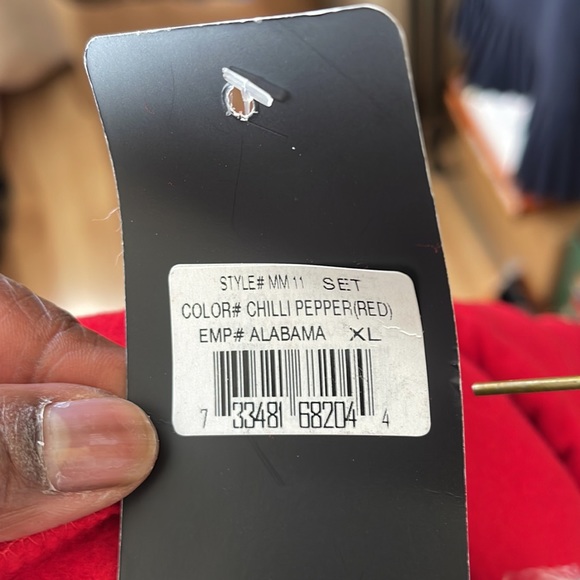 STYLE# MM 11 SET
COLOR# CHILLI PEPPER(RED)
EMP# ALABAMA XL
7 33481 68204 4